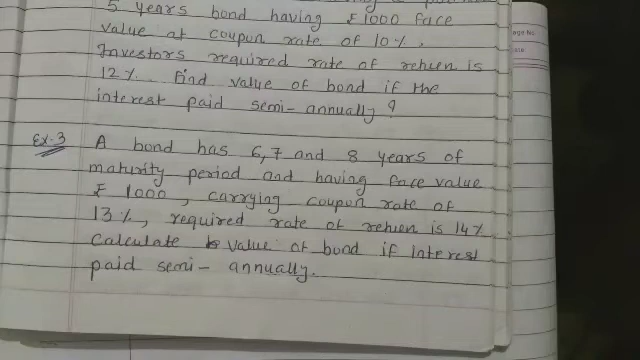 5 years bond having ₹1000 face
value at coupon rate of 10%,
Investors required rate of rehien is
12%. Find value of bond if the
interest paid semi-annually ?
Ex.3 A bond has 6,7 and 8 years of
maturity period and having face value
₹ 1000, carrying coupon rate of
13%, required rate of rehien is 14%
Calculate value of bond if interest
paid semi- annually.